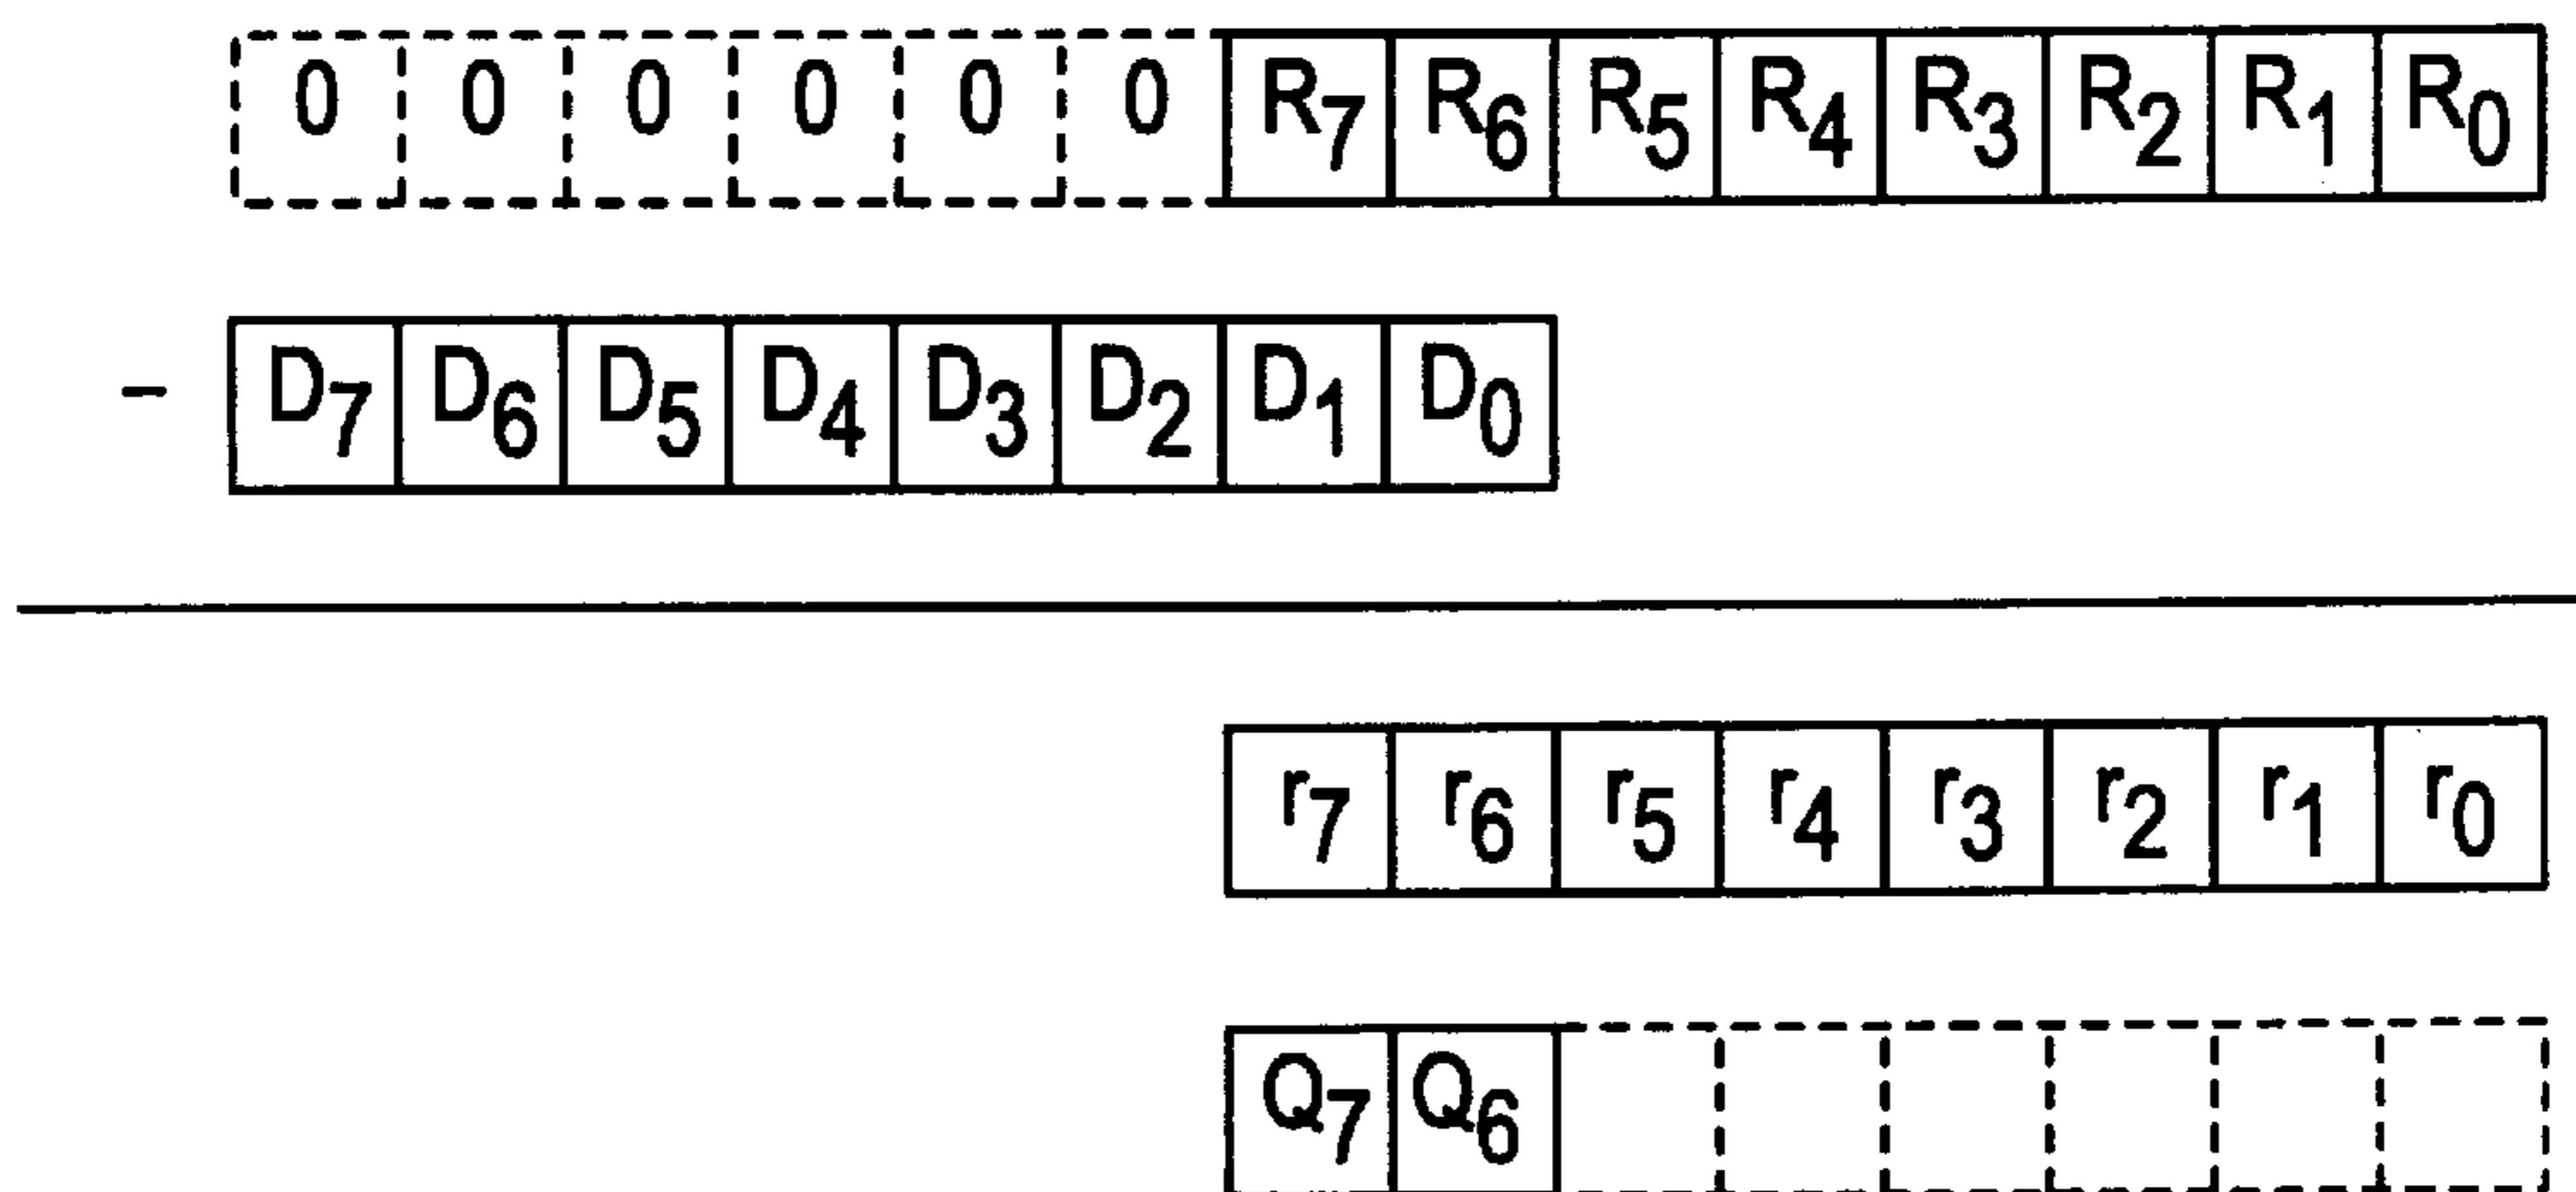 0 0 0 0 0 0 R₇ R₆ R₅ R₄ R₃ R₂ R₁ R₀
– D₇ D₆ D₅ D₄ D₃ D₂ D₁ D₀
r₇ r₆ r₅ r₄ r₃ r₂ r₁ r₀
Q₇ Q₆